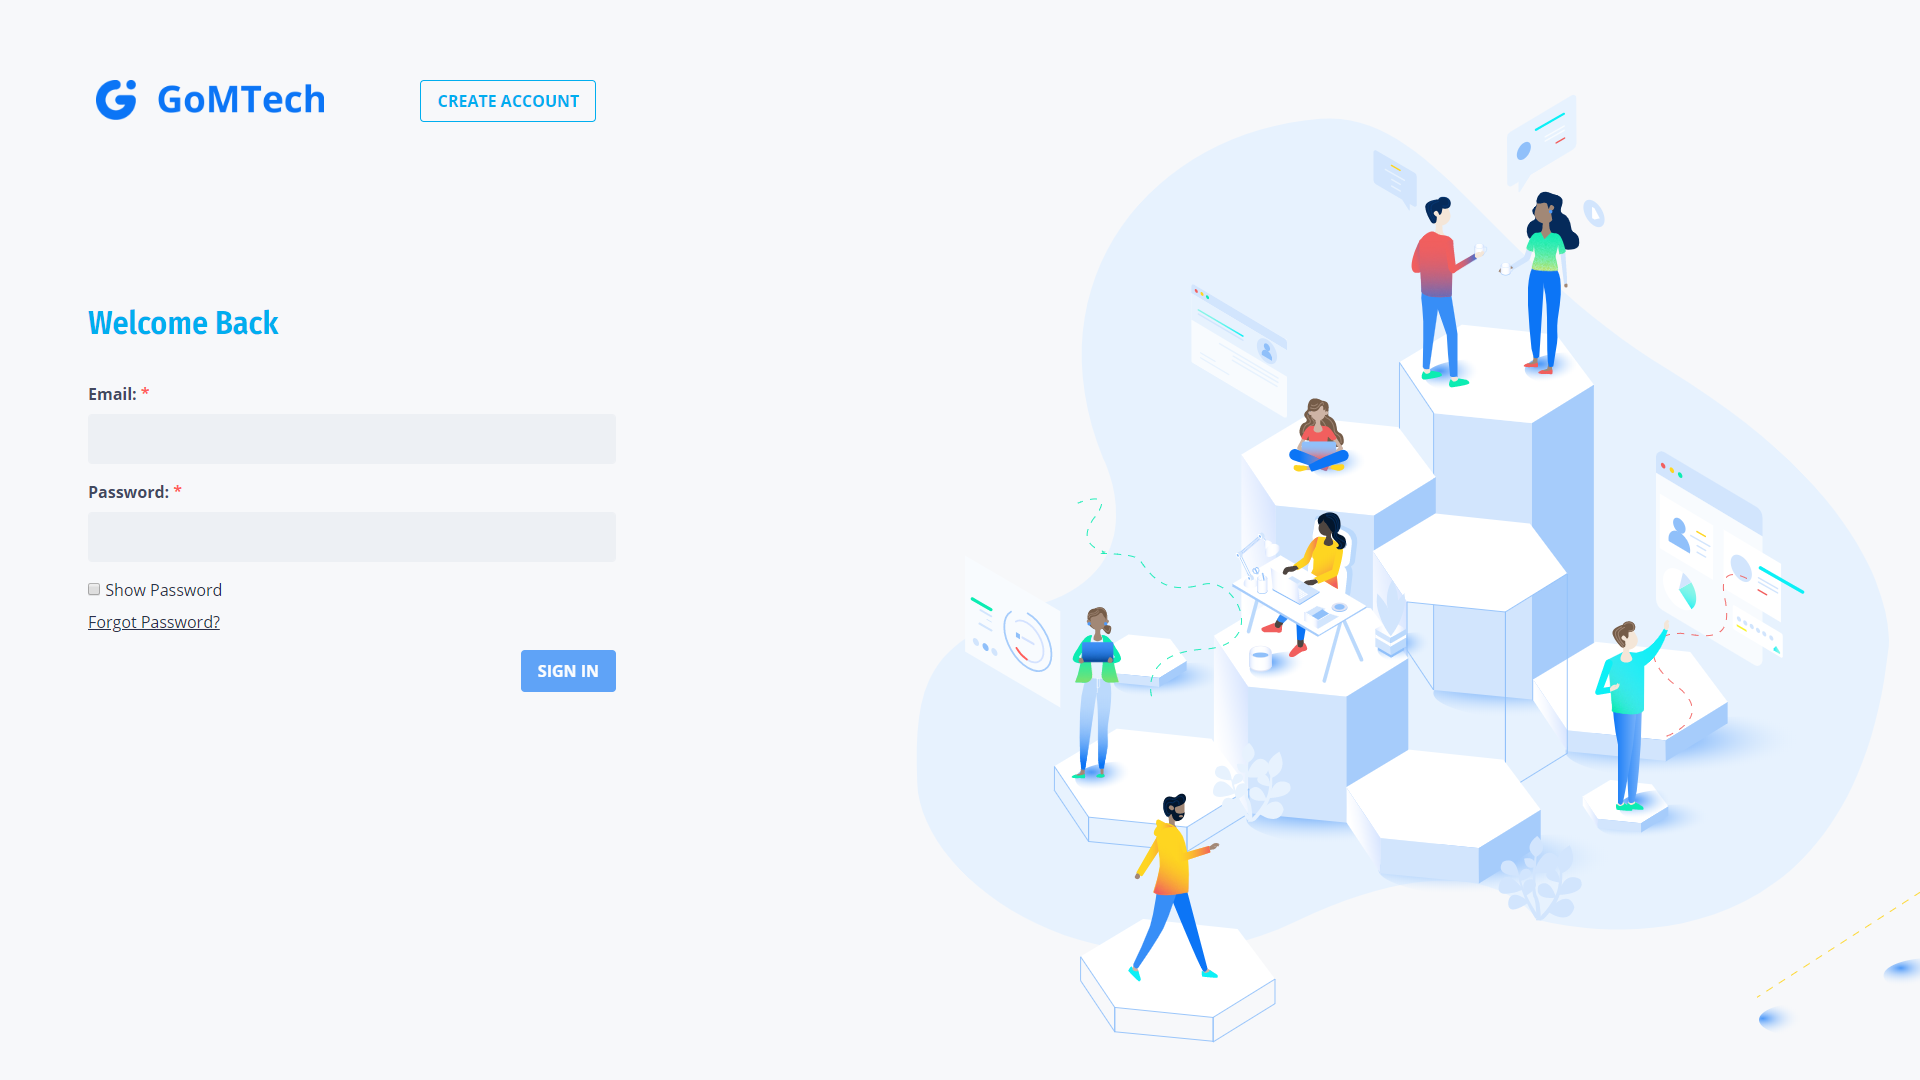 GoMTech
CREATE ACCOUNT
Welcome Back
Email: *
Password: *
Show Password
Forgot Password?
SIGN IN